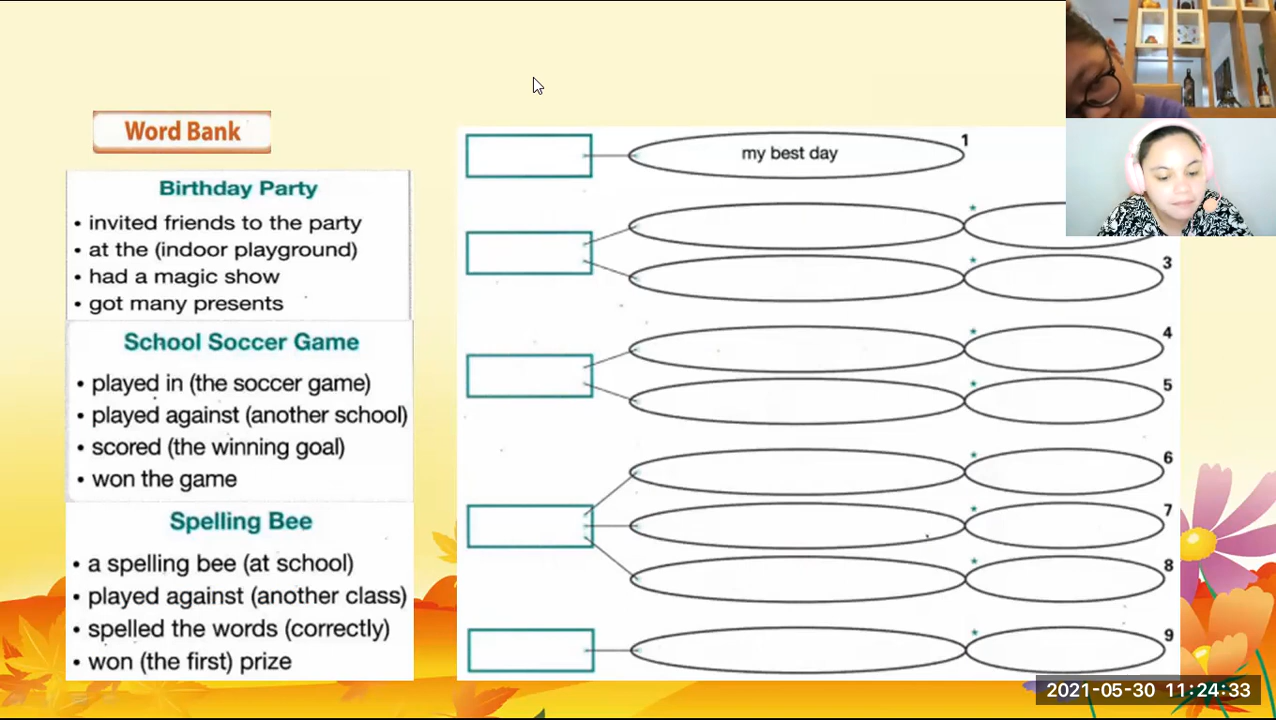 Word Bank
Birthday Party
• invited friends to the party
• at the (indoor playground)
• had a magic show
• got many presents
School Soccer Game
• played in (the soccer game)
• played against (another school)
• scored (the winning goal)
• won the game
Spelling Bee
• a spelling bee (at school)
• played against (another class)
• spelled the words (correctly)
• won (the first) prize
my best day
1
3
4
5
6
7
8
9
2021-05-30 11:24:33